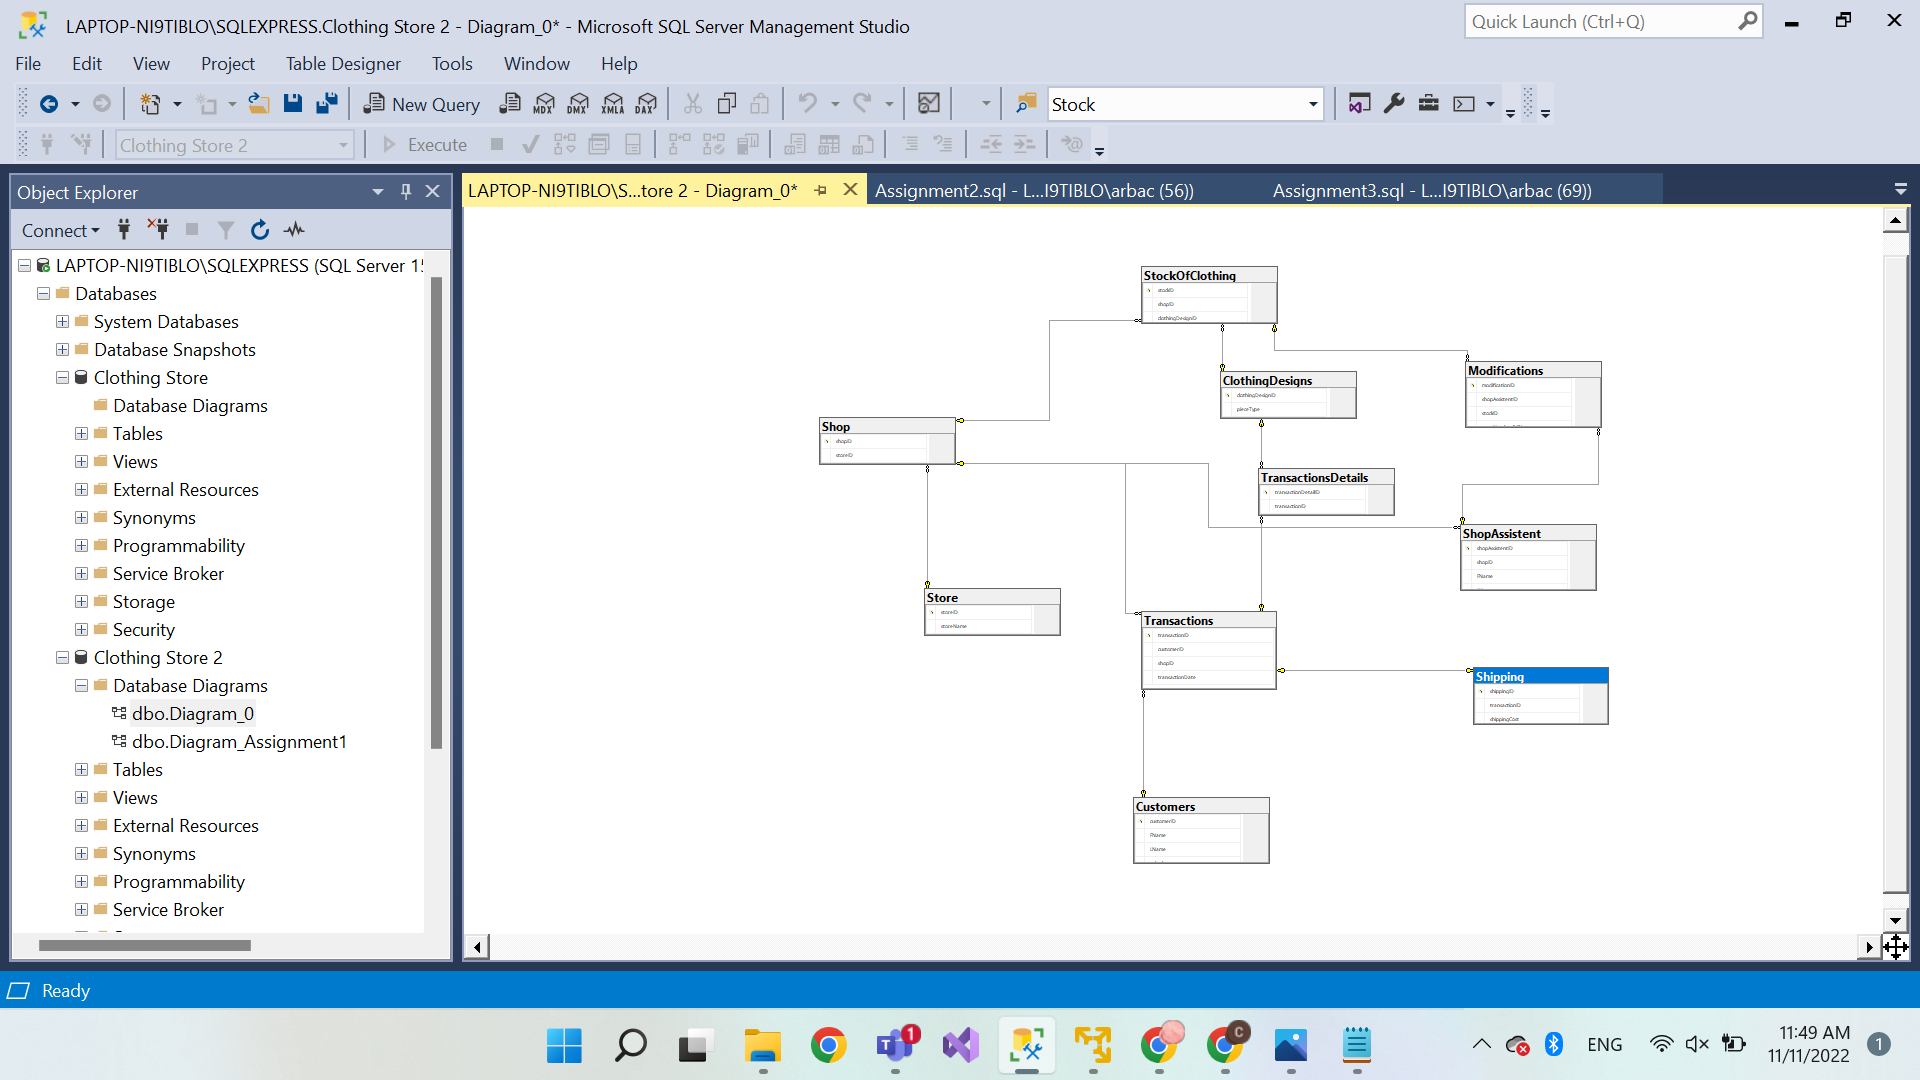 LAPTOP-NI9TIBLO\SQLEXPRESS.Clothing Store 2 - Diagram_0* - Microsoft SQL Server Management Studio
Quick Launch (Ctrl+Q)
File Edit View Project Table Designer Tools Window Help
New Query MDX DMX XMLA DAX Stock
Clothing Store 2 Execute
Object Explorer
LAPTOP-NI9TIBLO\S...tore 2 - Diagram_0* Assignment2.sql - L...I9TIBLO\arbac (56)) Assignment3.sql - L...I9TIBLO\arbac (69))
Connect
LAPTOP-NI9TIBLO\SQLEXPRESS (SQL Server 15
Databases
System Databases
Database Snapshots
Clothing Store
Database Diagrams
Tables
Views
External Resources
Synonyms
Programmability
Service Broker
Storage
Security
Clothing Store 2
Database Diagrams
dbo.Diagram_0
dbo.Diagram_Assignment1
Tables
Views
External Resources
Synonyms
Programmability
Service Broker
StockOfClothing
stockID
shopID
clothingDesignID
ClothingDesigns
clothingDesignID
pieceType
Modifications
modificationID
shopAssistentID
stockID
Shop
shopID
storeID
TransactionsDetails
transactionDetailID
transactionID
ShopAssistent
shopAssistentID
shopID
FName
Store
storeID
storeName
Transactions
transactionID
customerID
shopID
transactionDate
Shipping
shippingID
transactionID
shippingCost
Customers
customerID
FName
LName
Ready
1
C
ENG
11:49 AM
11/11/2022
1